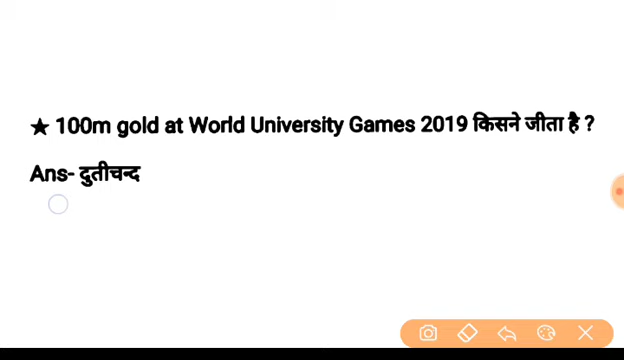 ★ 100m gold at World University Games 2019 किसने जीता है ?
Ans- दुतीचन्द